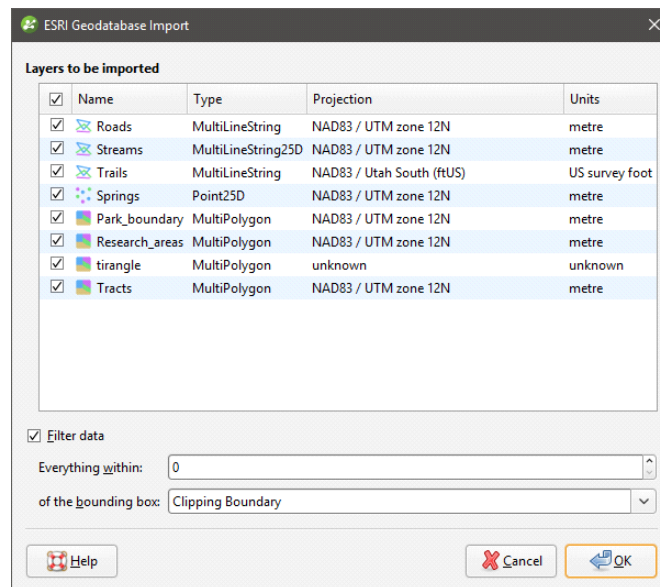 ESRI Geodatabase Import
Layers to be imported
Name Type Projection Units
Roads MultiLineString NAD83 / UTM zone 12N metre
Streams MultiLineString25D NAD83 / UTM zone 12N metre
Trails MultiLineString NAD83 / Utah South (ftUS) US survey foot
Springs Point25D NAD83 / UTM zone 12N metre
Park_boundary MultiPolygon NAD83 / UTM zone 12N metre
Research_areas MultiPolygon NAD83 / UTM zone 12N metre
tirangle MultiPolygon unknown unknown
Tracts MultiPolygon NAD83 / UTM zone 12N metre
Filter data
Everything within: 0
of the bounding box: Clipping Boundary
Help Cancel OK